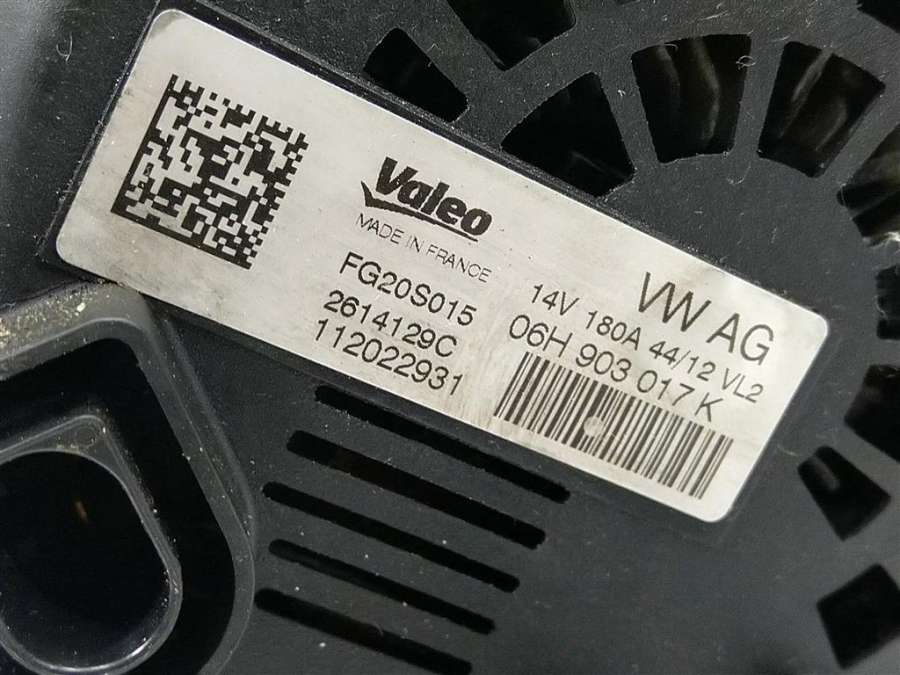 Valeo
MADE IN FRANCE
FG20S015
2614129C
112022931
VW AG
14V 180A 44/12 VL2
06H 903 017 K